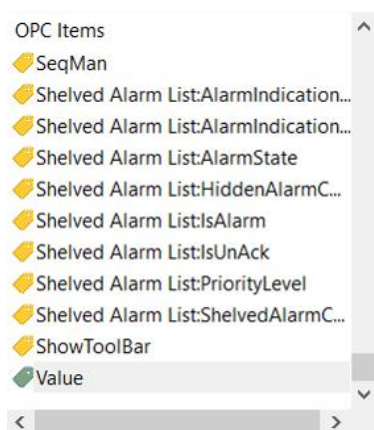 OPC Items
SeqMan
Shelved Alarm List:AlarmIndication...
Shelved Alarm List:AlarmIndication...
Shelved Alarm List:AlarmState
Shelved Alarm List:HiddenAlarmC...
Shelved Alarm List:IsAlarm
Shelved Alarm List:IsUnAck
Shelved Alarm List:PriorityLevel
Shelved Alarm List:ShelvedAlarmC...
ShowToolBar
Value